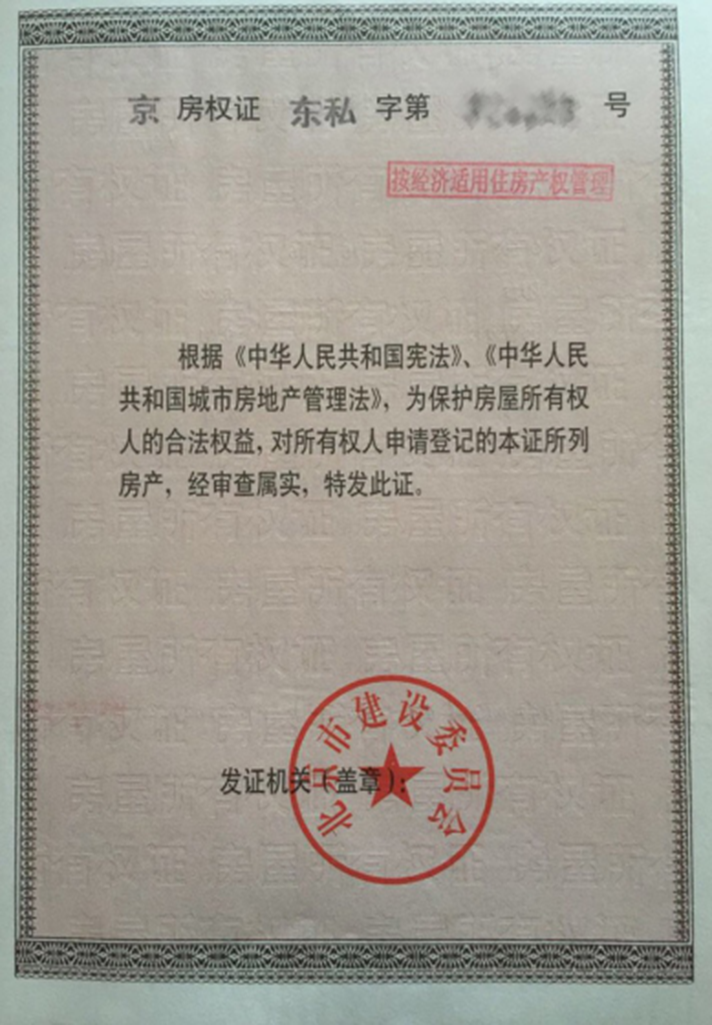 京 房权证 东私 字第 号
按经济适用住房产权管理
根据《中华人民共和国宪法》、《中华人民
共和国城市房地产管理法》，为保护房屋所有权
人的合法权益，对所有权人申请登记的本证所列
房产，经审查属实，特发此证。
北京市建设委员会
发证机关（盖章）：